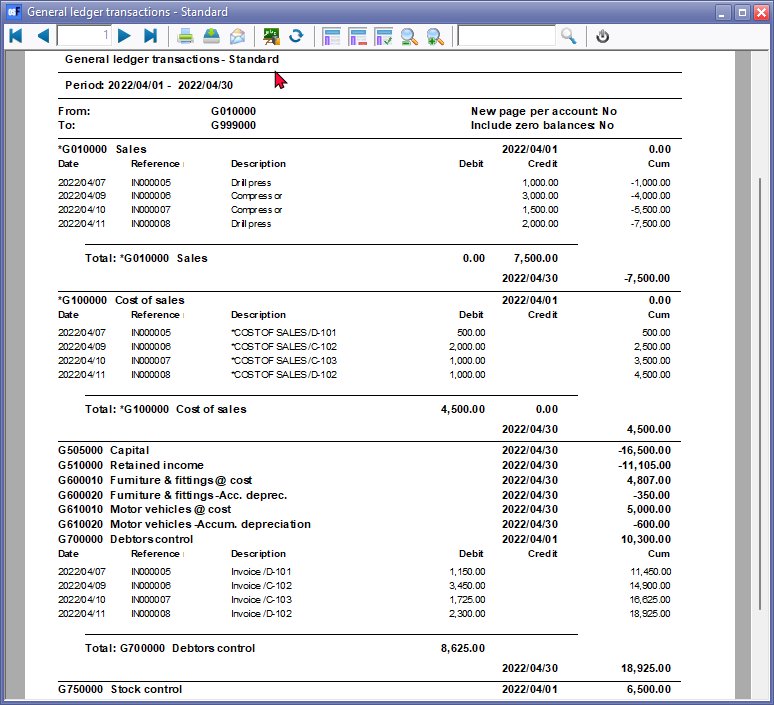 General ledger transactions - Standard
1
General ledger transactions - Standard
Period: 2022/04/01 - 2022/04/30
From: G010000 New page per account: No
To: G999000 Include zero balances: No
*G010000 Sales 2022/04/01 0.00
Date Reference Description Debit Credit Cum
2022/04/07 IN000005 Drill press 1,000.00 -1,000.00
2022/04/09 IN000006 Compressor 3,000.00 -4,000.00
2022/04/10 IN000007 Compressor 1,500.00 -5,500.00
2022/04/11 IN000008 Drill press 2,000.00 -7,500.00
Total: *G010000 Sales 0.00 7,500.00
2022/04/30 -7,500.00
*G100000 Cost of sales 2022/04/01 0.00
Date Reference Description Debit Credit Cum
2022/04/07 IN000005 *COST OF SALES /D-101 500.00 500.00
2022/04/09 IN000006 *COST OF SALES /C-102 2,000.00 2,500.00
2022/04/10 IN000007 *COST OF SALES /C-103 1,000.00 3,500.00
2022/04/11 IN000008 *COST OF SALES /D-102 1,000.00 4,500.00
Total: *G100000 Cost of sales 4,500.00 0.00
2022/04/30 4,500.00
G505000 Capital 2022/04/30 -16,500.00
G510000 Retained income 2022/04/30 -11,105.00
G600010 Furniture & fittings @ cost 2022/04/30 4,807.00
G600020 Furniture & fittings -Acc. deprec. 2022/04/30 -350.00
G610010 Motor vehicles @ cost 2022/04/30 5,000.00
G610020 Motor vehicles -Accum. depreciation 2022/04/30 -600.00
G700000 Debtors control 2022/04/01 10,300.00
Date Reference Description Debit Credit Cum
2022/04/07 IN000005 Invoice /D-101 1,150.00 11,450.00
2022/04/09 IN000006 Invoice /C-102 3,450.00 14,900.00
2022/04/10 IN000007 Invoice /C-103 1,725.00 16,625.00
2022/04/11 IN000008 Invoice /D-102 2,300.00 18,925.00
Total: G700000 Debtors control 8,625.00
2022/04/30 18,925.00
G750000 Stock control 2022/04/01 6,500.00